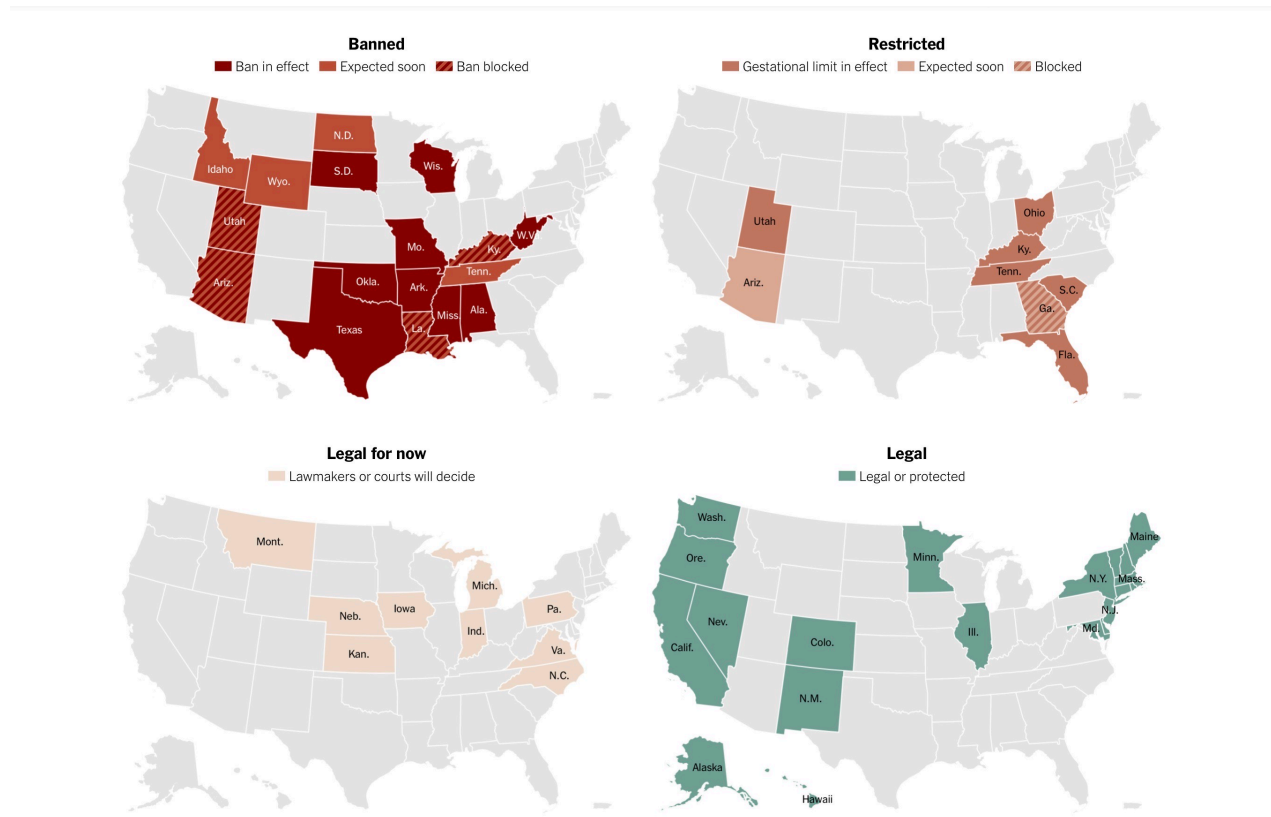 Banned
Ban in effect Expected soon Ban blocked
N.D.
Idaho
Wyo.
S.D.
Wis.
Utah
Mo.
Ky.
W.V.
Ariz.
Okla.
Ark.
Tenn.
Texas
La.
Miss.
Ala.
Restricted
Gestational limit in effect Expected soon Blocked
Utah
Ohio
Ky.
Ariz.
Tenn.
S.C.
Ga.
Fla.
Legal for now
Lawmakers or courts will decide
Mont.
Mich.
Neb.
Iowa
Ind.
Pa.
Kan.
Va.
N.C.
Legal
Legal or protected
Wash.
Ore.
Minn.
Maine
N.Y.
Mass.
Nev.
N.J.
Calif.
Colo.
Ill.
Md.
N.M.
Alaska
Hawaii